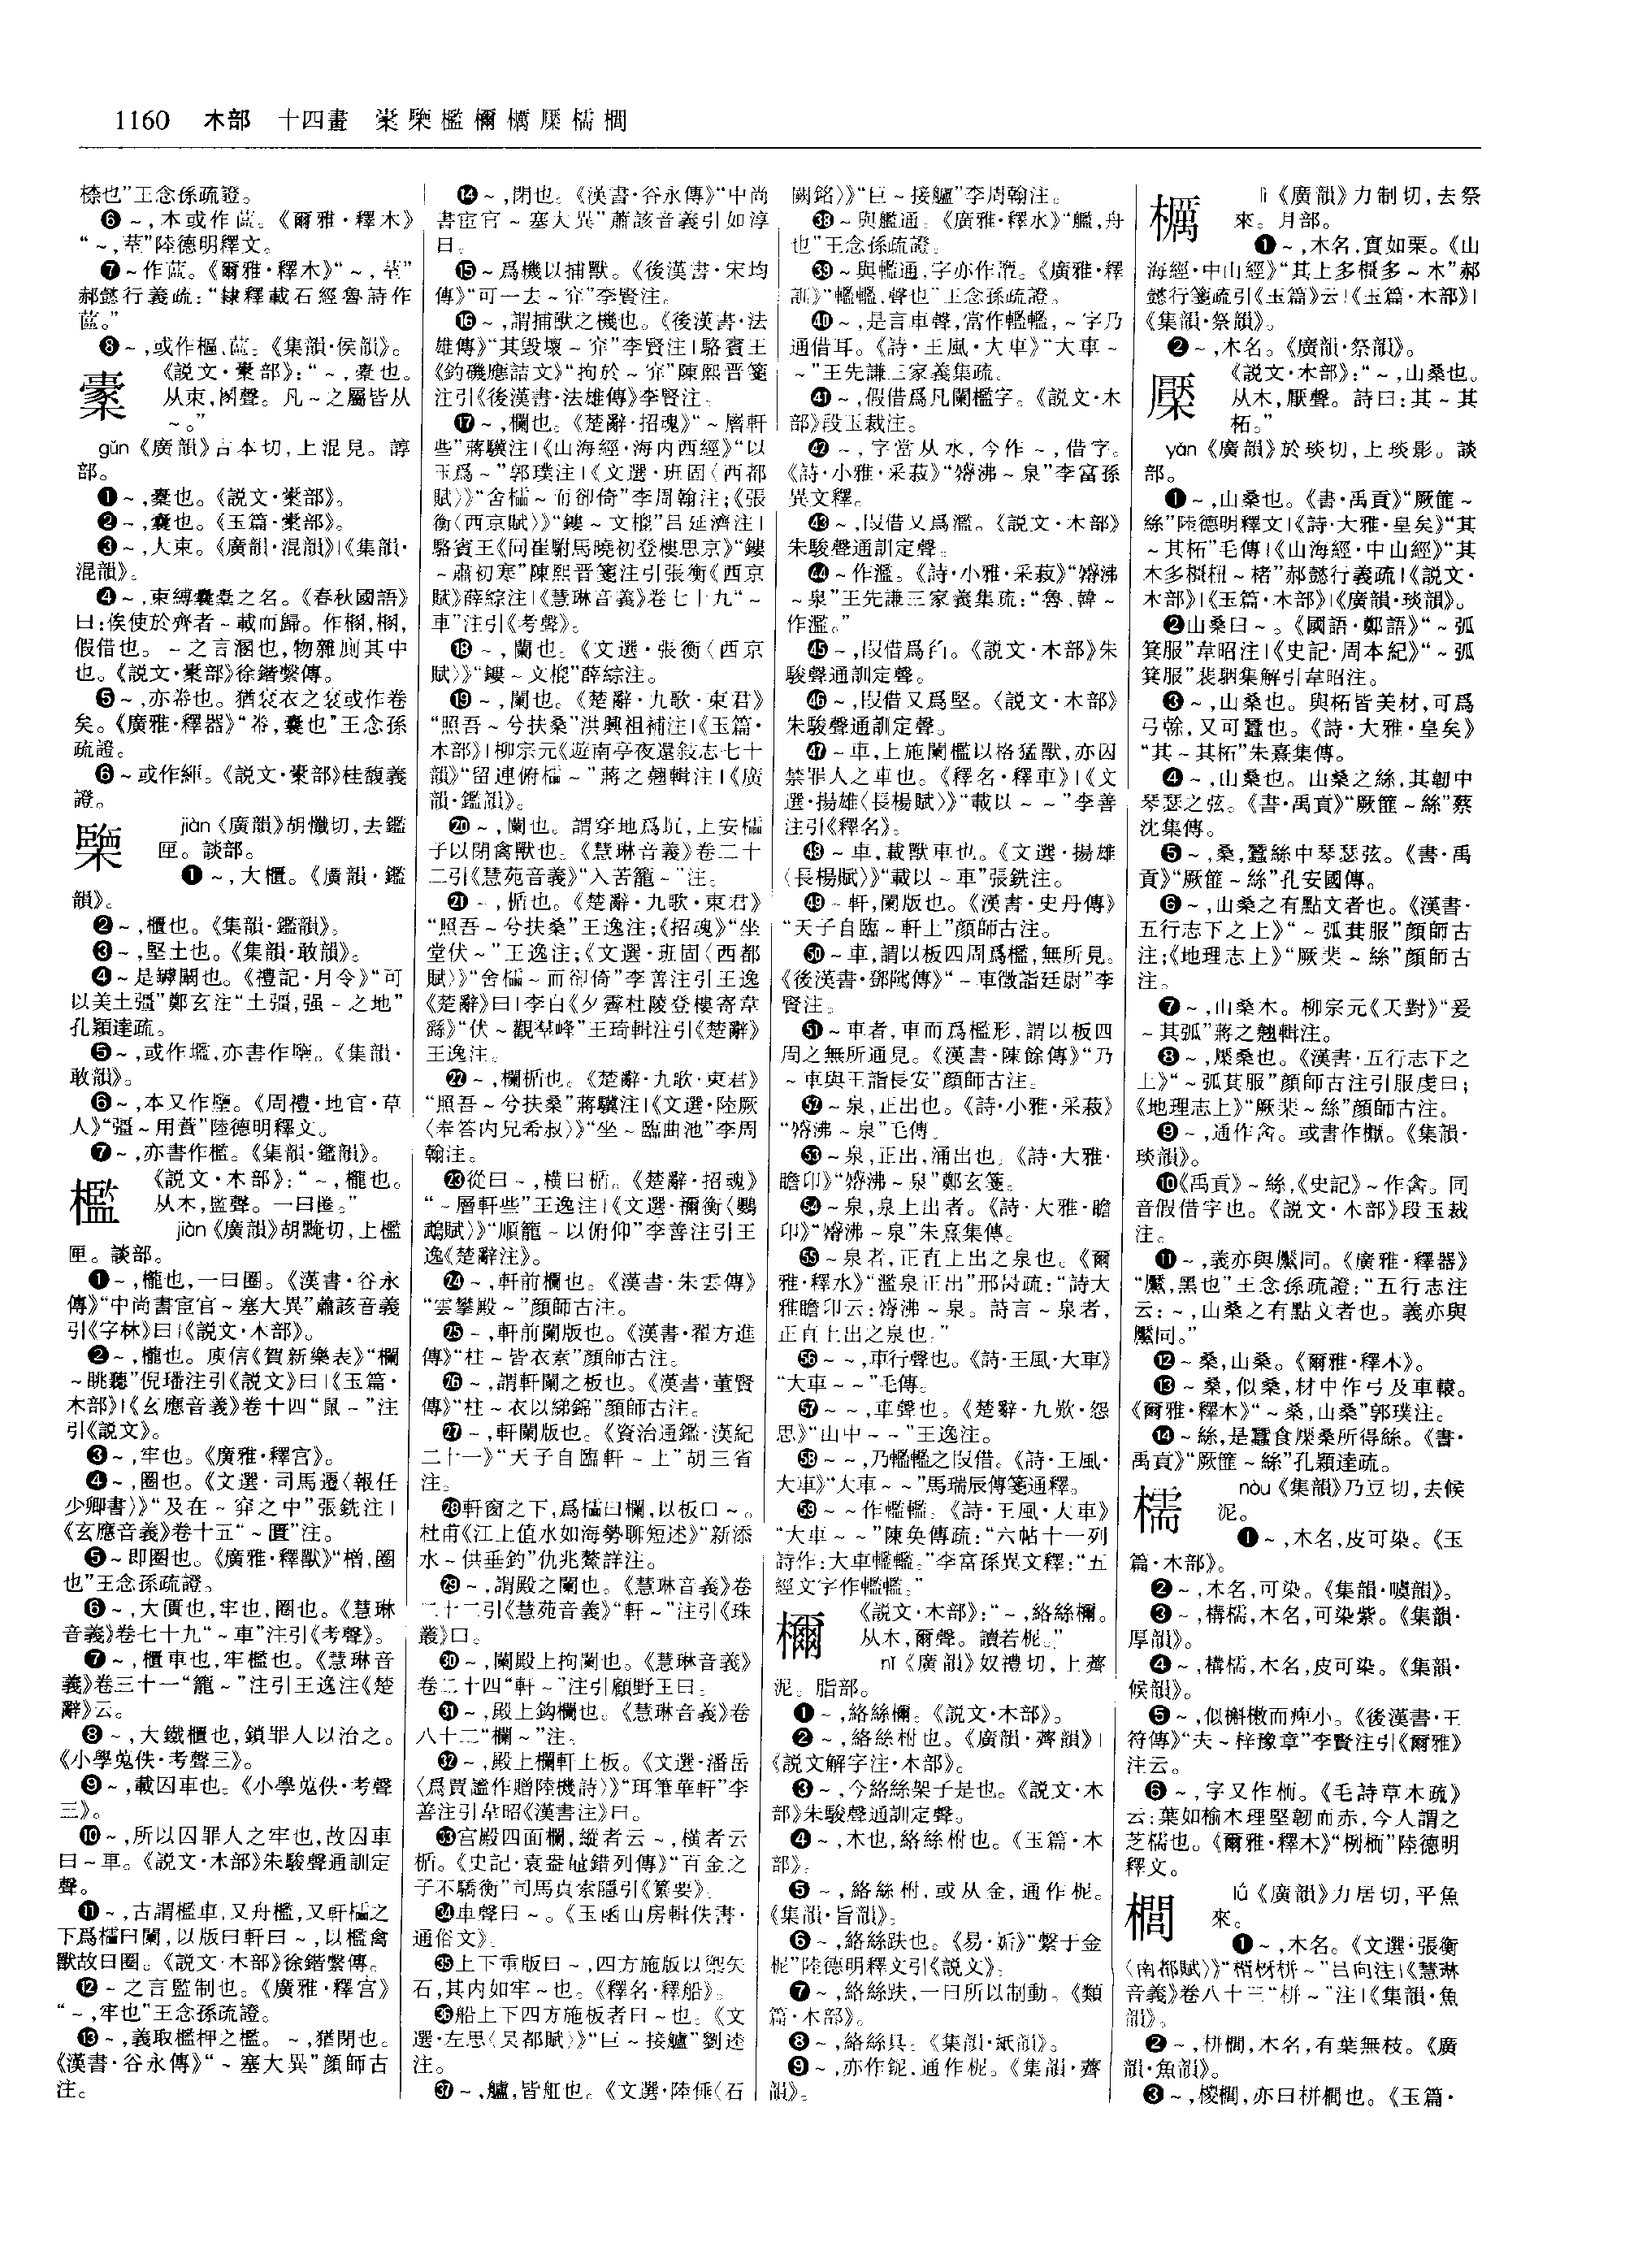 1160 木部 十四畫 橐㯺檻檷櫔檿檽櫚
楺也”王念孫疏證。
❻～,本或作蓲。《爾雅·釋木》
“～,荎”陸德明釋文。
❼～作蓲。《爾雅·釋木》“～,荎”
郝懿行義疏:“隸釋載石經魯詩作
蓲。”
❽～,或作樞、蓲。《集韻·侯韻》。
《説文·㯻部》:“～,橐也。
从束,圂聲。凡～之屬皆从
～。”
gǔn《廣韻》古本切,上混見。諄
部。
❶～,橐也。《説文·㯻部》。
❷～,囊也。《玉篇·㯻部》。
❸～,大束。《廣韻·混韻》|《集韻·
混韻》。
❹～,束縛囊橐之名。《春秋國語》
曰:俟使於齊者～載而歸。作梱,梱,
假借也。～之言溷也,物雜廁其中
也。《説文·㯻部》徐鍇繫傳。
❺～,亦帣也。猶衮衣之衮或作卷
矣。《廣雅·釋器》“帣,囊也”王念孫
疏證。
❻～或作緷。《説文·㯻部》桂馥義
證。
㯺 jiàn《廣韻》胡懺切,去鑑
匣。談部。
❶～,大櫃。《廣韻·鑑
韻》。
❷～,櫃也。《集韻·鑑韻》。
❸～,堅土也。《集韻·敢韻》。
❹～是罅闕也。《禮記·月令》“可
以美土彊”鄭玄注“土彊,强～之地”
孔穎達疏。
❺～,或作壏,亦書作㯺。《集韻·
敢韻》。
❻～,本又作壏。《周禮·地官·草
人》“彊～用蕡”陸德明釋文。
❼～,亦書作檻。《集韻·鑑韻》。
檻 《説文·木部》:“～,櫳也。
从木,監聲。一曰圈。”
jiàn《廣韻》胡黤切,上檻
匣。談部。
❶～,櫳也,一曰圈。《漢書·谷永
傳》“中尚書宦官～塞大異”蕭該音義
引《字林》曰|《説文·木部》。
❷～,櫳也。庾信《賀新樂表》“欄
～眺聽”倪璠注引《説文》曰|《玉篇·
木部》|《玄應音義》卷十四“鼠～”注
引《説文》。
❸～,牢也。《廣雅·釋宫》。
❹～,圈也。《文選·司馬遷〈報任
少卿書〉》“及在～穽之中”張銑注|
《玄應音義》卷十五“～匱”注。
❺～即圈也。《廣雅·釋獸》“橧,圈
也”王念孫疏證。
❻～,大匱也,牢也,圈也。《慧琳
音義》卷七十九“～車”注引《考聲》。
❼～,櫃車也,牢檻也。《慧琳音
義》卷三十一“籠～”注引王逸注《楚
辭》云。
❽～,大鐵櫃也,鎖罪人以治之。
《小學蒐佚·考聲三》。
❾～,載囚車也。《小學蒐佚·考聲
三》。
❿～,所以囚罪人之牢也,故囚車
曰～車。《説文·木部》朱駿聲通訓定
聲。
⓫～,古謂檻車,又舟檻,又軒櫺之
下爲櫺曰闌,以版曰軒曰～,以檻禽
獸故曰圈。《説文·木部》徐鍇繫傳。
⓬～之言監制也。《廣雅·釋宫》
“～,牢也”王念孫疏證。
⓭～,義取檻柙之檻。～,猶閉也。
《漢書·谷永傳》“～塞大異”顔師古
注。
⓮～,閉也。《漢書·谷永傳》“中尚
書宦官～塞大異”蕭該音義引如淳
曰。
⓯～爲機以捕獸。《後漢書·宋均
傳》“可一去～穽”李賢注。
⓰～,謂捕獸之機也。《後漢書·法
雄傳》“其毀壞～穽”李賢注|駱賓王
《釣磯應詰文》“拘於～穽”陳熙晉箋
注引《後漢書·法雄傳》李賢注。
⓱～,欄也。《楚辭·招魂》“～層軒
些”蔣驥注|《山海經·海内西經》“以
玉爲～”郭璞注|《文選·班固〈西都
賦〉》“舍櫺～而卻倚”李周翰注;《張
衡〈西京賦〉》“鏤～文㮰”吕延濟注|
駱賓王《同崔駙馬曉初登樓思京》“鏤
～肅初寒”陳熙晉箋注引張衡《西京
賦》薛綜注|《慧琳音義》卷七十九“～
車”注引《考聲》。
⓲～,蘭也。《文選·張衡〈西京
賦〉》“鏤～文㮰”薛綜注。
⓳～,闌也。《楚辭·九歌·東君》
“照吾～兮扶桑”洪興祖補注|《玉篇·
木部》|柳宗元《遊南亭夜還敘志七十
韻》“留連俯櫺～”蔣之翹輯注|《廣
韻·鑑韻》。
⓴～,闌也。謂穿地爲阬,上安櫺
子以閉禽獸也。《慧琳音義》卷二十
二引《慧苑音義》“入苦籠～”注。
㉑～,楯也。《楚辭·九歌·東君》
“照吾～兮扶桑”王逸注;《招魂》“坐
堂伏～”王逸注;《文選·班固〈西都
賦〉》“舍櫺～而卻倚”李善注引王逸
《楚辭》曰|李白《夕霽杜陵登樓寄韋
繇》“伏～觀羣峰”王琦輯注引《楚辭》
王逸注。
㉒～,欄楯也。《楚辭·九歌·東君》
“照吾～兮扶桑”蔣驥注|《文選·陸厥
〈奉答内兄希叔〉》“坐～臨曲池”李周
翰注。
㉓從曰～,横曰楯。《楚辭·招魂》
“～層軒些”王逸注|《文選·禰衡〈鸚
鵡賦〉》“順籠～以俯仰”李善注引王
逸《楚辭注》。
㉔～,軒前欄也。《漢書·朱雲傳》
“雲攀殿～”顔師古注。
㉕～,軒前闌版也。《漢書·翟方進
傳》“柱～皆衣素”顔師古注。
㉖～,謂軒闌之板也。《漢書·董賢
傳》“柱～衣以綈錦”顔師古注。
㉗～,軒闌版也。《資治通鑑·漢紀
二十一》“天子自臨軒～上”胡三省
注。
㉘軒窗之下,爲櫺曰欄,以板曰～。
杜甫《江上值水如海勢聊短述》“新添
水～供垂釣”仇兆鰲詳注。
㉙～,謂殿之闌也。《慧琳音義》卷
二十二引《慧苑音義》“軒～”注引《珠
叢》曰。
㉚～,闌殿上拘闌也。《慧琳音義》
卷二十四“軒～”注引顧野王曰。
㉛～,殿上鈎欄也。《慧琳音義》卷
八十二“欄～”注。
㉜～,殿上欄軒上板。《文選·潘岳
〈爲賈謐作贈陸機詩〉》“珥筆華軒”李
善注引韋昭《漢書注》曰。
㉝宫殿四面欄,縱者云～,横者云
楯。《史記·袁盎鼂錯列傳》“百金之
子不騎衡”司馬貞索隱引《纂要》。
㉞車聲曰～。《玉函山房輯佚書·
通俗文》。
㉟上下重版曰～,四方施版以禦矢
石,其内如牢～也。《釋名·釋船》。
㊱船上下四方施板者曰～也。《文
選·左思〈吴都賦〉》“巨～接艫”劉逵
注。
㊲～,艫,皆舡也。《文選·陸倕〈石
闕銘〉》“巨～接艫”李周翰注。
㊳～與艦通。《廣雅·釋水》“艦,舟
也”王念孫疏證。
㊴～與轞通,字亦作㶓。《廣雅·釋
訓》“轞轞,聲也”王念孫疏證。
㊵～,是言車聲,當作轞轞,～字乃
通借耳。《詩·王風·大車》“大車～
～”王先謙三家義集疏。
㊶～,假借爲凡闌檻字。《説文·木
部》段玉裁注。
㊷～,字當从水,今作～,借字。
《詩·小雅·采菽》“觱沸～泉”李富孫
異文釋。
㊸～,叚借又爲濫。《説文·木部》
朱駿聲通訓定聲。
㊹～作濫。《詩·小雅·采菽》“觱沸
～泉”王先謙三家義集疏:“魯、韓～
作濫。”
㊺～,叚借爲𦥑。《説文·木部》朱
駿聲通訓定聲。
㊻～,叚借又爲堅。《説文·木部》
朱駿聲通訓定聲。
㊼～車,上施闌檻以格猛獸,亦囚
禁罪人之車也。《釋名·釋車》|《文
選·揚雄〈長楊賦〉》“載以～～”李善
注引《釋名》。
㊽～車,載獸車也。《文選·揚雄
〈長楊賦〉》“載以～車”張銑注。
㊾～軒,闌版也。《漢書·史丹傳》
“天子自臨～軒上”顔師古注。
㊿～車,謂以板四周爲檻,無所見。
《後漢書·鄧騭傳》“～車徵詣廷尉”李
賢注。
51～車者,車而爲檻形,謂以板四
周之無所通見。《漢書·陳餘傳》“乃
～車與王詣長安”顔師古注。
52～泉,正出也。《詩·小雅·采菽》
“觱沸～泉”毛傳。
53～泉,正出,涌出也。《詩·大雅·
瞻卬》“觱沸～泉”鄭玄箋。
54～泉,泉上出者。《詩·大雅·瞻
卬》“觱沸～泉”朱熹集傳。
55～泉者,正直上出之泉也。《爾
雅·釋水》“濫泉正出”邢昺疏:“詩大
雅瞻卬云:觱沸～泉。詩言～泉者,
正直上出之泉也。”
56～～,車行聲也。《詩·王風·大車》
“大車～～”毛傳。
57～～,車聲也。《楚辭·九歎·怨
思》“山中～～”王逸注。
58～～,乃轞轞之叚借。《詩·王風·
大車》“大車～～”馬瑞辰傳箋通釋。
59～～作轞轞。《詩·王風·大車》
“大車～～”陳奂傳疏:“六帖十一列
詩作:大車轞轞。”李富孫異文釋:“五
經文字作轞轞。”
檷 《説文·木部》:“～,絡絲檷。
从木,爾聲。讀若柅。”
nǐ《廣韻》奴禮切,上薺
泥。脂部。
❶～,絡絲檷。《説文·木部》。
❷～,絡絲柎也。《廣韻·薺韻》|
《説文解字注·木部》。
❸～,今絡絲架子是也。《説文·木
部》朱駿聲通訓定聲。
❹～,木也,絡絲柎也。《玉篇·木
部》。
❺～,絡絲柎,或从金,通作柅。
《集韻·旨韻》。
❻～,絡絲趺也。《易·姤》“繫于金
柅”陸德明釋文引《説文》。
❼～,絡絲趺,一曰所以制動。《類
篇·木部》。
❽～,絡絲具。《集韻·紙韻》。
❾～,亦作鈮,通作柅。《集韻·薺
韻》。
櫔 lì《廣韻》力制切,去祭
來。月部。
❶～,木名,實如栗。《山
海經·中山經》“其上多櫃多～木”郝
懿行箋疏引《玉篇》云|《玉篇·木部》|
《集韻·祭韻》。
❷～,木名。《廣韻·祭韻》。
檿 《説文·木部》:“～,山桑也。
从木,厭聲。詩曰:其～其
柘。”
yǎn《廣韻》於琰切,上琰影。談
部。
❶～,山桑也。《書·禹貢》“厥篚～
絲”陸德明釋文|《詩·大雅·皇矣》“其
～其柘”毛傳|《山海經·中山經》“其
木多檟杻～楮”郝懿行義疏|《説文·
木部》|《玉篇·木部》|《廣韻·琰韻》。
❷山桑曰～。《國語·鄭語》“～弧
箕服”韋昭注|《史記·周本紀》“～弧
箕服”裴駰集解引韋昭注。
❸～,山桑也。與柘皆美材,可爲
弓榦,又可蠶也。《詩·大雅·皇矣》
“其～其柘”朱熹集傳。
❹～,山桑也。山桑之絲,其韌中
琴瑟之弦。《書·禹貢》“厥篚～絲”蔡
沈集傳。
❺～,桑,蠶絲中琴瑟弦。《書·禹
貢》“厥篚～絲”孔安國傳。
❻～,山桑之有點文者也。《漢書·
五行志下之上》“～弧萁服”顔師古
注;《地理志上》“厥棐～絲”顔師古
注。
❼～,山桑木。柳宗元《天對》“爰
～其弧”蔣之翹輯注。
❽～,檿桑也。《漢書·五行志下之
上》“～弧萁服”顔師古注引服虔曰;
《地理志上》“厥棐～絲”顔師古注。
❾～,通作酓。或書作㯾。《集韻·
琰韻》。
❿《禹貢》～絲,《史記》～作酓。同
音假借字也。《説文·木部》段玉裁
注。
⓫～,義亦與黶同。《廣雅·釋器》
“黶,黑也”王念孫疏證:“五行志注
云:～,山桑之有點文者也。義亦與
黶同。”
⓬～桑,山桑。《爾雅·釋木》。
⓭～桑,似桑,材中作弓及車轅。
《爾雅·釋木》“～桑,山桑”郭璞注。
⓮～絲,是蠶食檿桑所得絲。《書·
禹貢》“厥篚～絲”孔穎達疏。
檽 nòu《集韻》乃豆切,去候
泥。
❶～,木名,皮可染。《玉
篇·木部》。
❷～,木名,可染。《集韻·噳韻》。
❸～,構檽,木名,可染紫。《集韻·
厚韻》。
❹～,構檽,木名,皮可染。《集韻·
候韻》。
❺～,似槲樕而痺小。《後漢書·王
符傳》“夫～梓豫章”李賢注引《爾雅》
注云。
❻～,字又作栭。《毛詩草木疏》
云:葉如榆木理堅韌而赤,今人謂之
芝檽也。《爾雅·釋木》“栵栭”陸德明
釋文。
櫚 lǘ《廣韻》力居切,平魚
來。
❶～,木名。《文選·張衡
〈南都賦〉》“楈枒栟～”吕向注|《慧琳
音義》卷八十三“栟～”注|《集韻·魚
韻》。
❷～,栟櫚,木名,有葉無枝。《廣
韻·魚韻》。
❸～,椶櫚,亦曰栟櫚也。《玉篇·